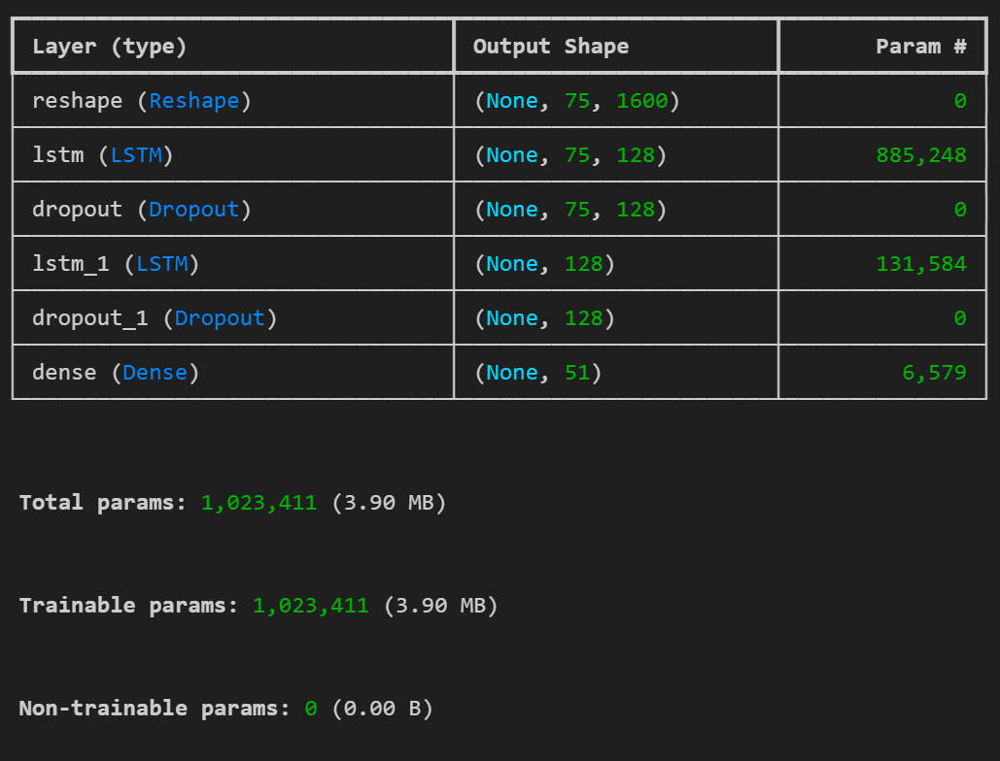 Layer (type) Output Shape Param #
reshape (Reshape) (None, 75, 1600) 0
lstm (LSTM) (None, 75, 128) 885,248
dropout (Dropout) (None, 75, 128) 0
lstm_1 (LSTM) (None, 128) 131,584
dropout_1 (Dropout) (None, 128) 0
dense (Dense) (None, 51) 6,579
Total params: 1,023,411 (3.90 MB)
Trainable params: 1,023,411 (3.90 MB)
Non-trainable params: 0 (0.00 B)